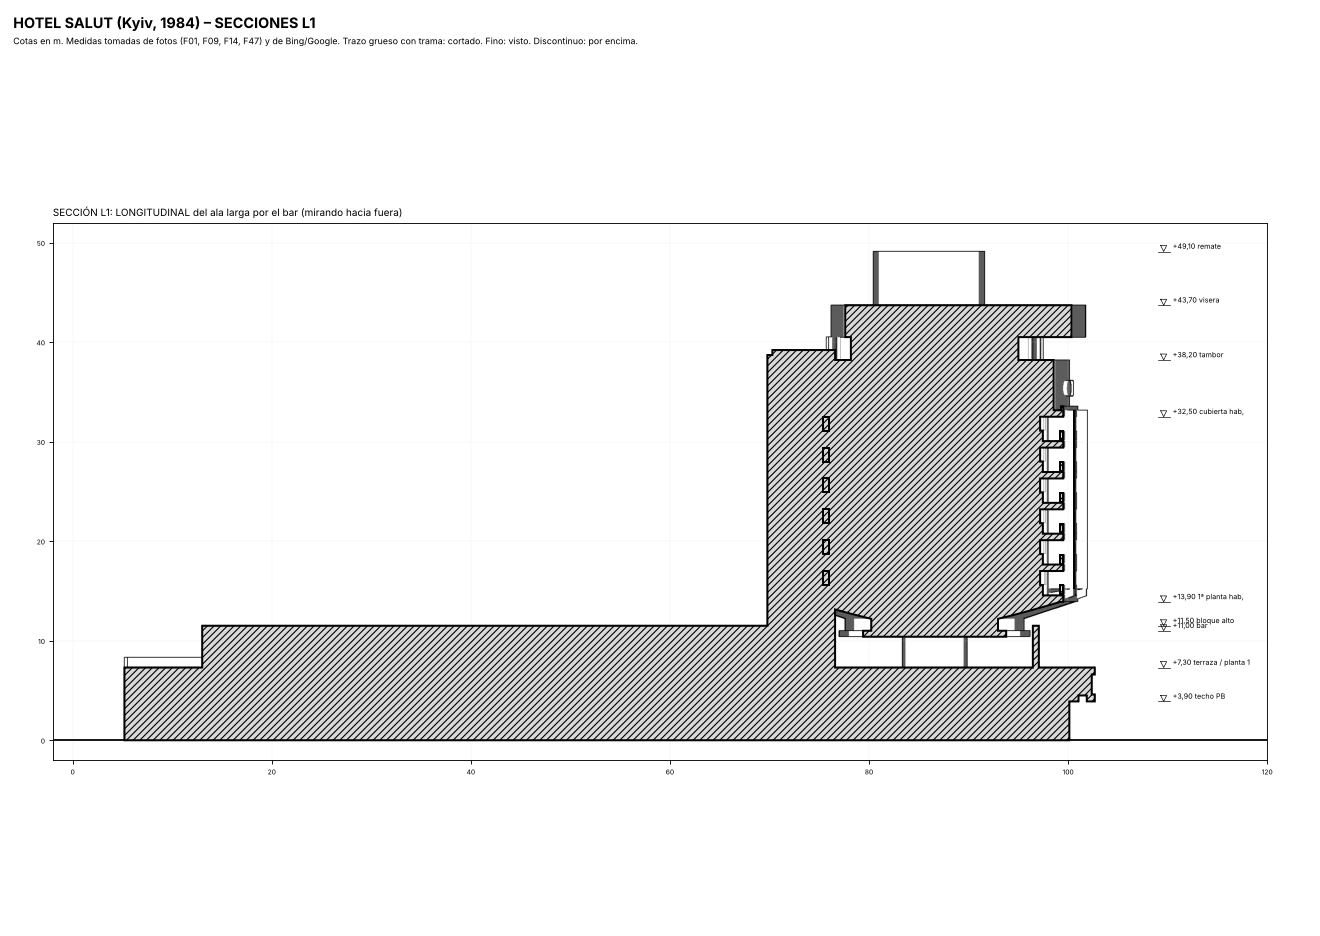 HOTEL SALUT (Kyiv, 1984) – SECCIONES L1
Cotas en m. Medidas tomadas de fotos (F01, F09, F14, F47) y de Bing/Google. Trazo grueso con trama: cortado. Fino: visto. Discontinuo: por encima.
SECCIÓN L1: LONGITUDINAL del ala larga por el bar (mirando hacia fuera)
50
+49,10 remate
+43,70 visera
40
+38,20 tambor
+32,50 cubierta hab,
30
20
+13,90 1ª planta hab,
+11,50 bloque alto
+11,00 bar
10
+7,30 terraza / planta 1
+3,90 techo PB
0
0 20 40 60 80 100 120